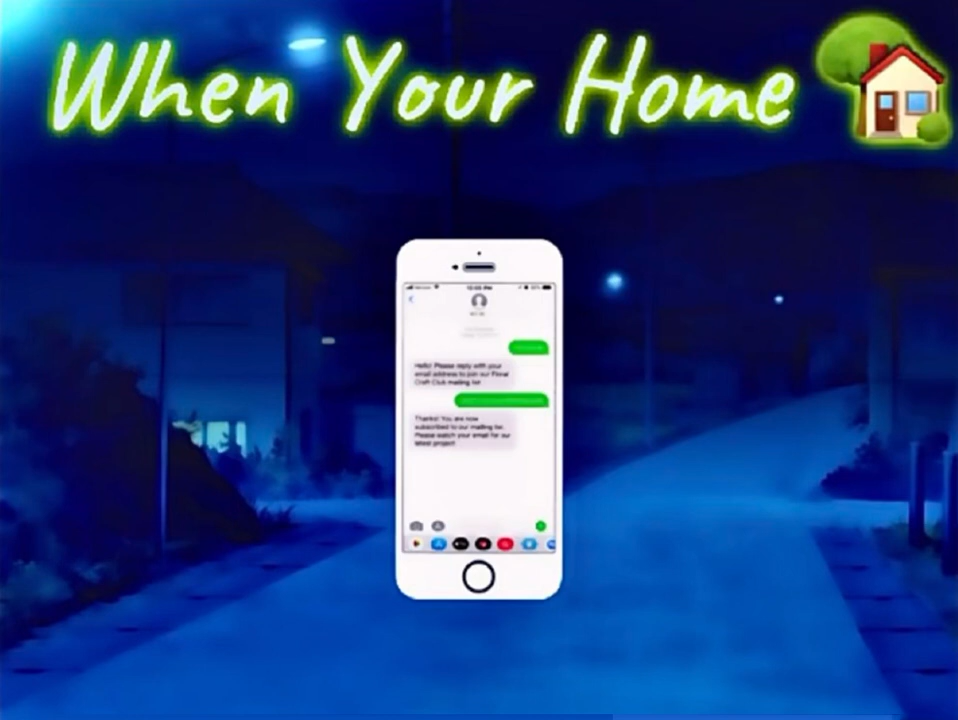 When Your Home
Hello! Please reply with your
email address to join our Floral
Craft Club mailing list
Thanks! You are now
subscribed to our mailing list.
Please watch your email for our
latest project!